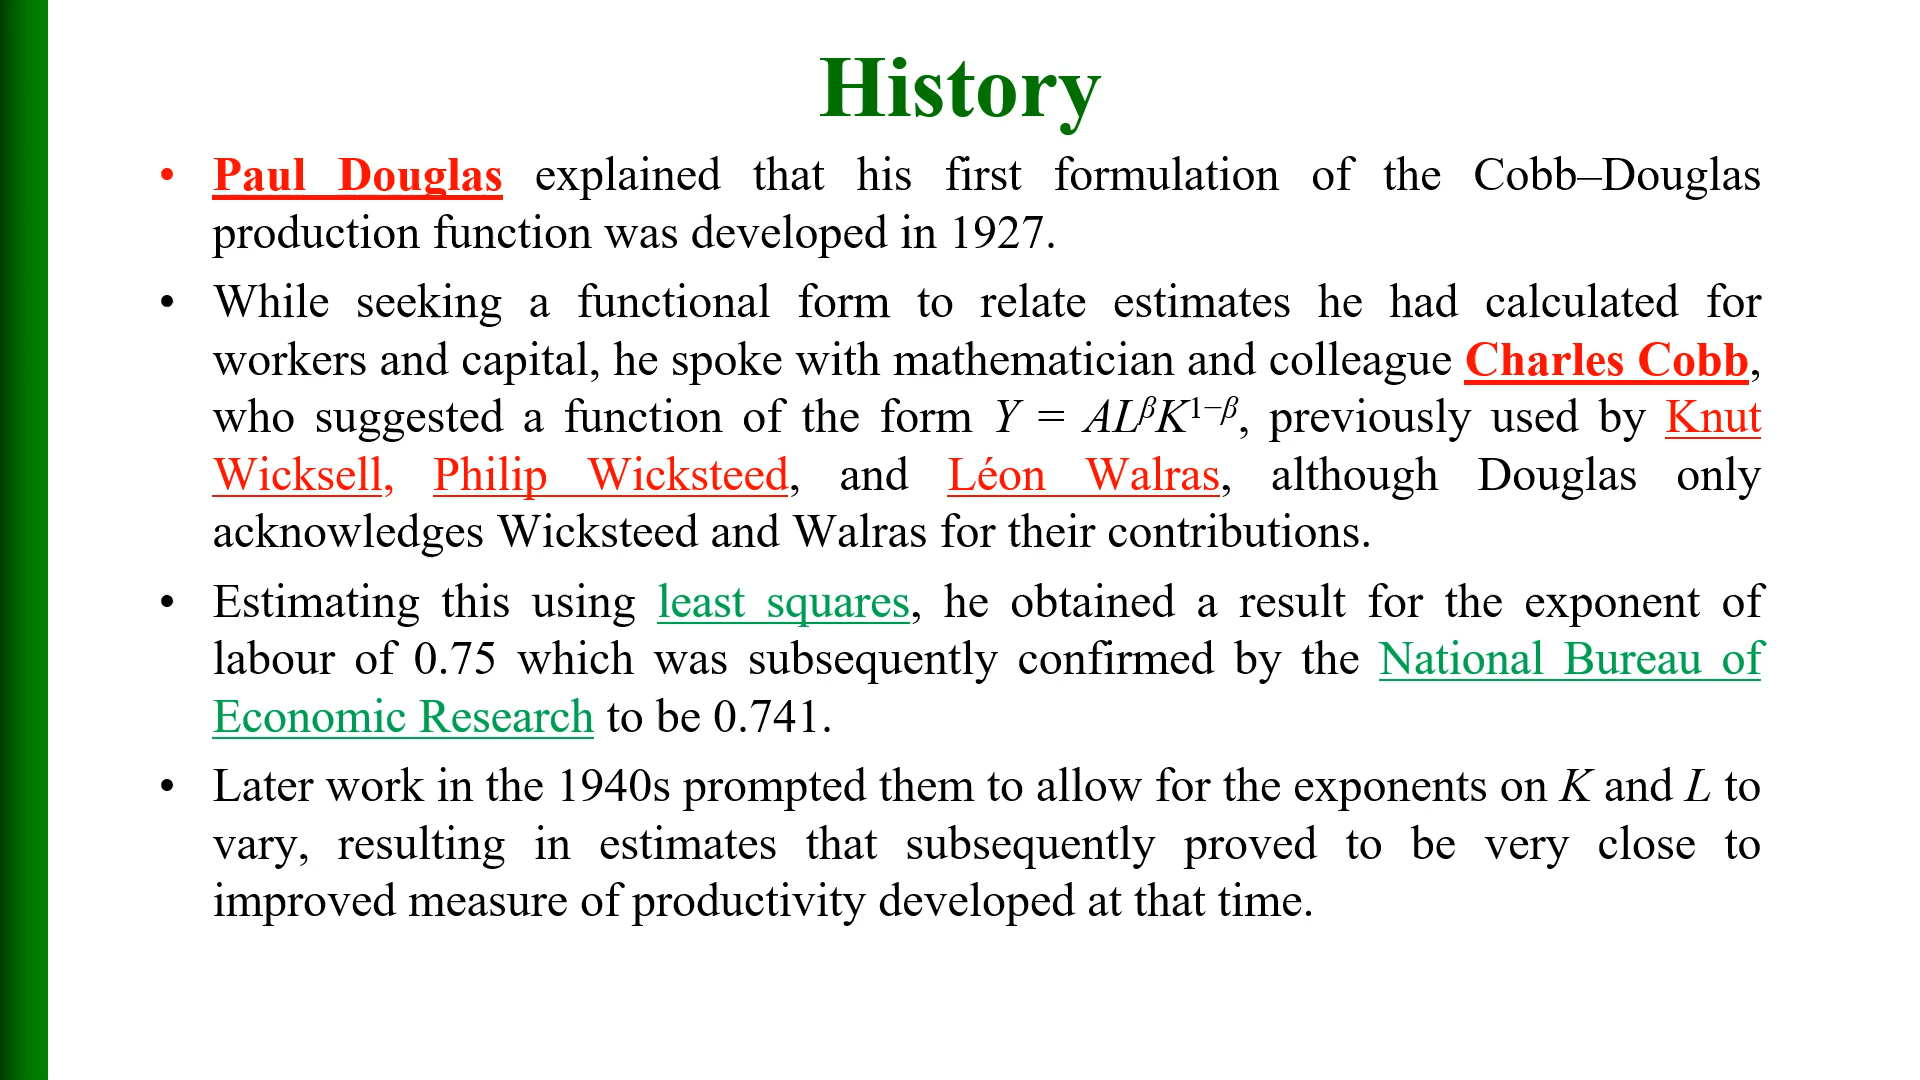 History
• Paul Douglas explained that his first formulation of the Cobb–Douglas
production function was developed in 1927.
• While seeking a functional form to relate estimates he had calculated for
workers and capital, he spoke with mathematician and colleague Charles Cobb,
who suggested a function of the form Y = ALᵝK¹⁻ᵝ, previously used by Knut
Wicksell, Philip Wicksteed, and Léon Walras, although Douglas only
acknowledges Wicksteed and Walras for their contributions.
• Estimating this using least squares, he obtained a result for the exponent of
labour of 0.75 which was subsequently confirmed by the National Bureau of
Economic Research to be 0.741.
• Later work in the 1940s prompted them to allow for the exponents on K and L to
vary, resulting in estimates that subsequently proved to be very close to
improved measure of productivity developed at that time.